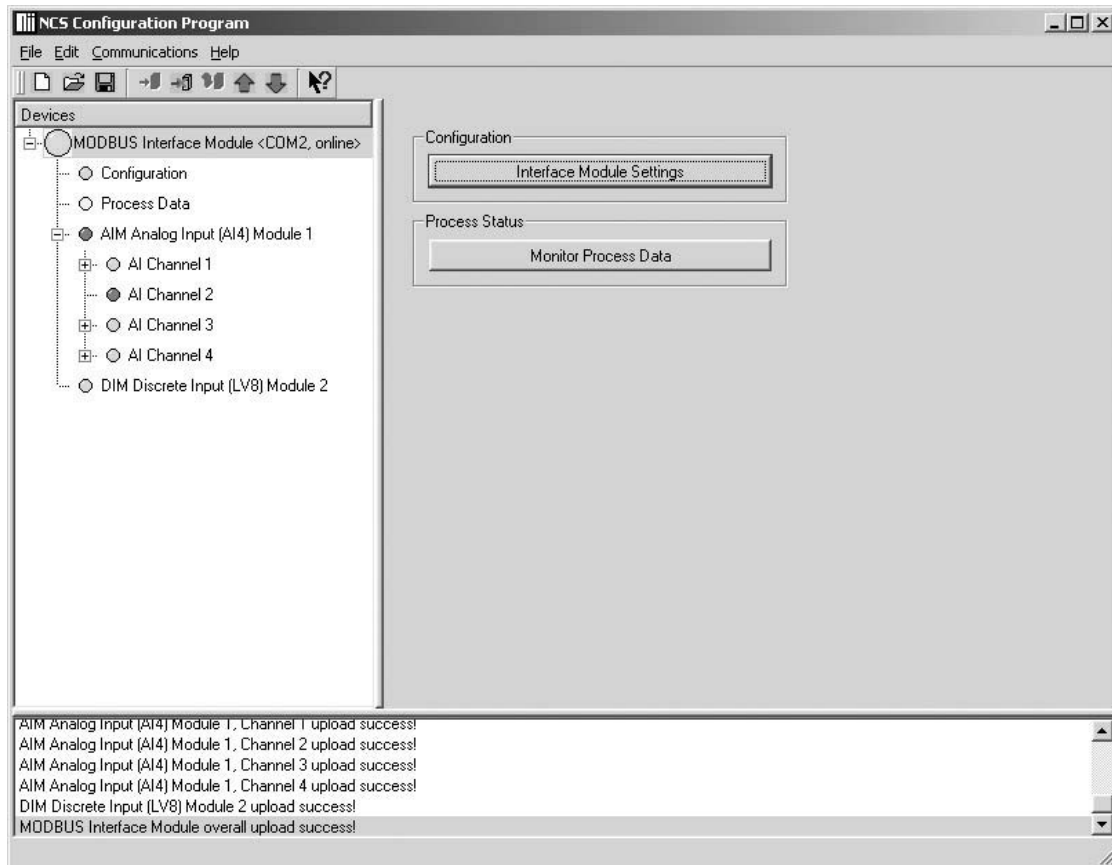 NCS Configuration Program
File Edit Communications Help
Devices
MODBUS Interface Module <COM2, online>
Configuration
Process Data
AIM Analog Input (AI4) Module 1
AI Channel 1
AI Channel 2
AI Channel 3
AI Channel 4
DIM Discrete Input (LV8) Module 2
Configuration
Interface Module Settings
Process Status
Monitor Process Data
AIM Analog Input (AI4) Module 1, Channel 1 upload success!
AIM Analog Input (AI4) Module 1, Channel 2 upload success!
AIM Analog Input (AI4) Module 1, Channel 3 upload success!
AIM Analog Input (AI4) Module 1, Channel 4 upload success!
DIM Discrete Input (LV8) Module 2 upload success!
MODBUS Interface Module overall upload success!